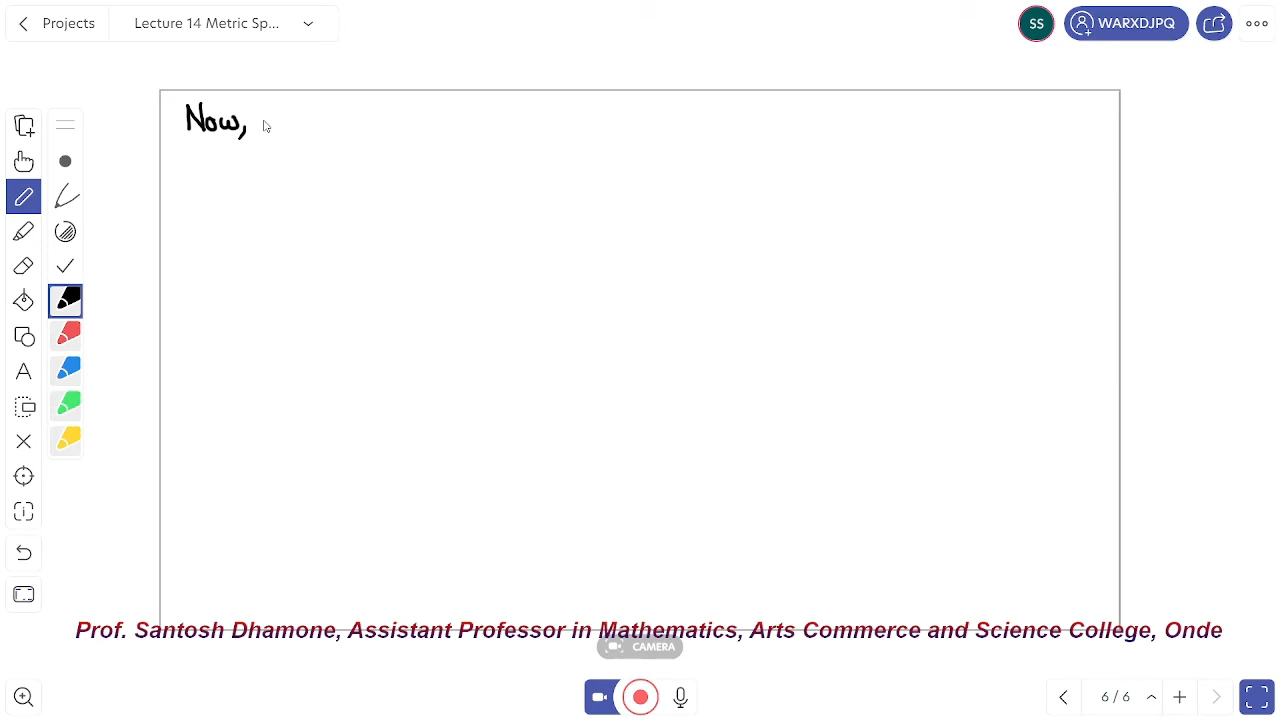 Projects
Lecture 14 Metric Sp...
SS
WARXDJPQ
Now,
Prof. Santosh Dhamone, Assistant Professor in Mathematics, Arts Commerce and Science College, Onde
CAMERA
6 / 6